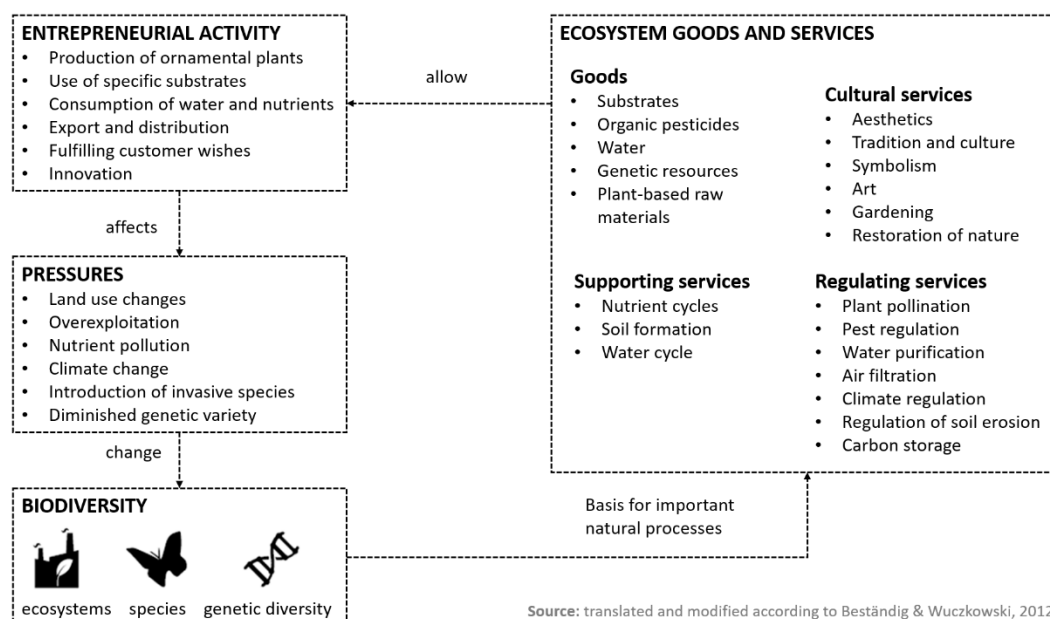 ENTREPRENEURIAL ACTIVITY
• Production of ornamental plants
• Use of specific substrates
• Consumption of water and nutrients
• Export and distribution
• Fulfilling customer wishes
• Innovation
allow
affects
PRESSURES
• Land use changes
• Overexploitation
• Nutrient pollution
• Climate change
• Introduction of invasive species
• Diminished genetic variety
change
BIODIVERSITY
ecosystems species genetic diversity
Basis for important
natural processes
ECOSYSTEM GOODS AND SERVICES
Goods
• Substrates
• Organic pesticides
• Water
• Genetic resources
• Plant-based raw
materials
Cultural services
• Aesthetics
• Tradition and culture
• Symbolism
• Art
• Gardening
• Restoration of nature
Supporting services
• Nutrient cycles
• Soil formation
• Water cycle
Regulating services
• Plant pollination
• Pest regulation
• Water purification
• Air filtration
• Climate regulation
• Regulation of soil erosion
• Carbon storage
Source: translated and modified according to Beständig & Wuczkowski, 2012